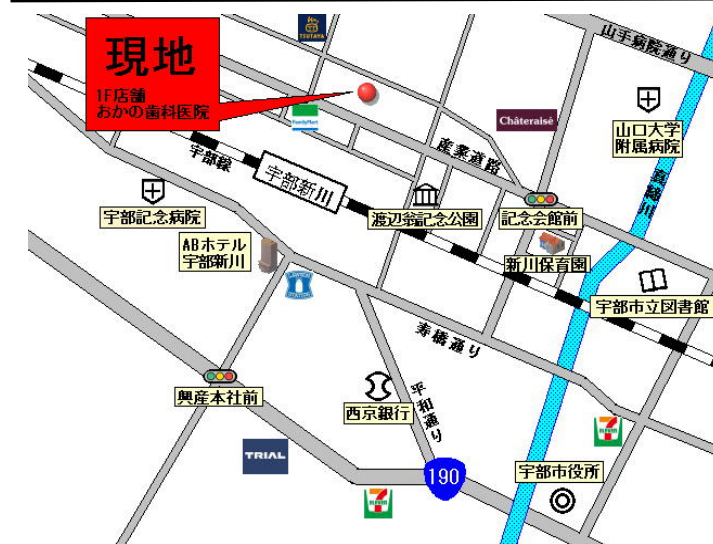 現地
1F店舗
おかの歯科医院
TSUTAYA
山手病院通り
FamilyMart
Châteraisé
山口大学
附属病院
産業道路
真締川
宇部線
宇部新川
宇部記念病院
渡辺翁記念公園
記念会館前
ABホテル
宇部新川
新川保育園
LAWSON
STATION
宇部市立図書館
寿橋通り
興産本社前
西京銀行
平和通り
TRIAL
190
宇部市役所